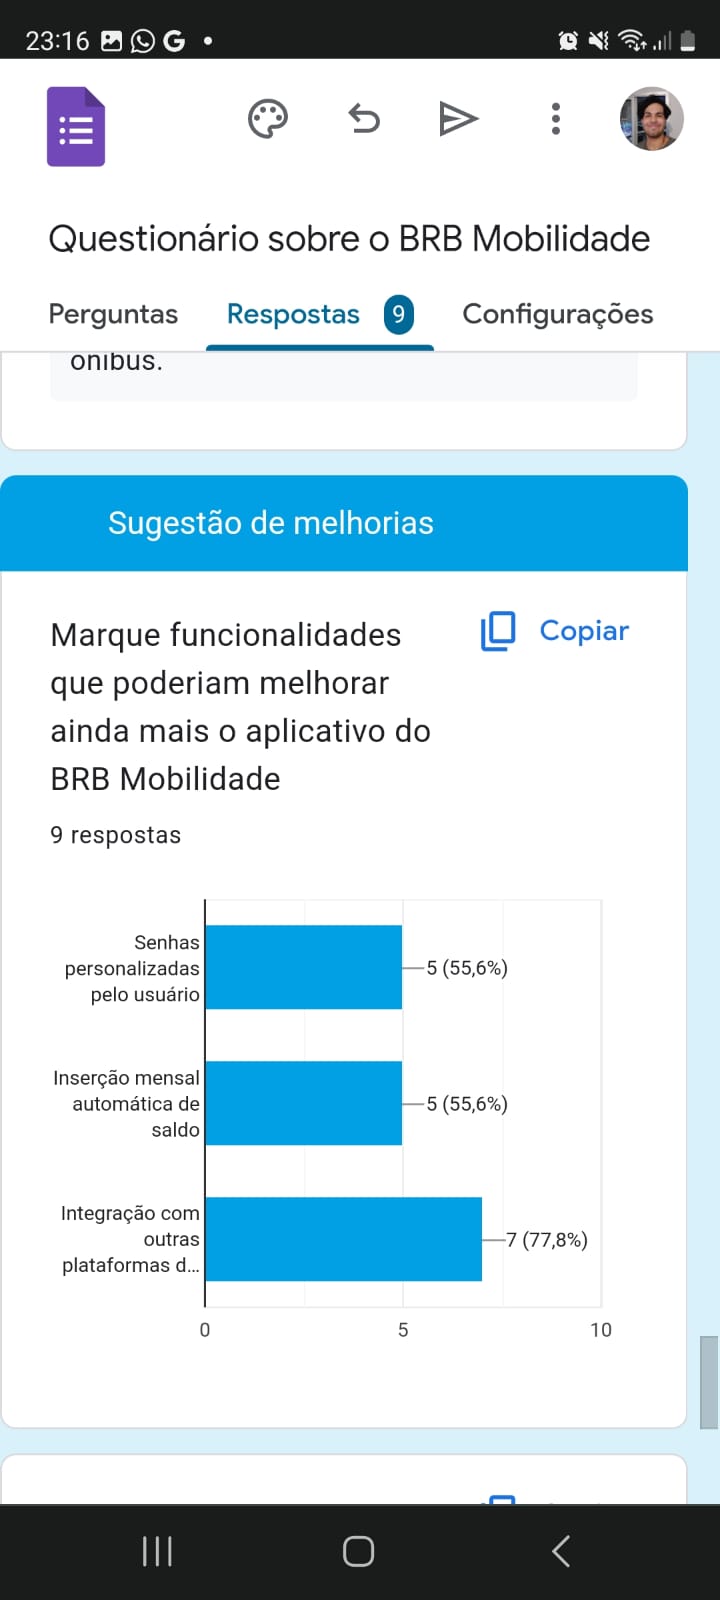 23:16
Questionário sobre o BRB Mobilidade
Perguntas Respostas 9 Configurações
ônibus.
Sugestão de melhorias
Marque funcionalidades
que poderiam melhorar
ainda mais o aplicativo do
BRB Mobilidade
Copiar
9 respostas
Senhas
personalizadas
pelo usuário
5 (55,6%)
Inserção mensal
automática de
saldo
5 (55,6%)
Integração com
outras
plataformas d...
7 (77,8%)
0 5 10